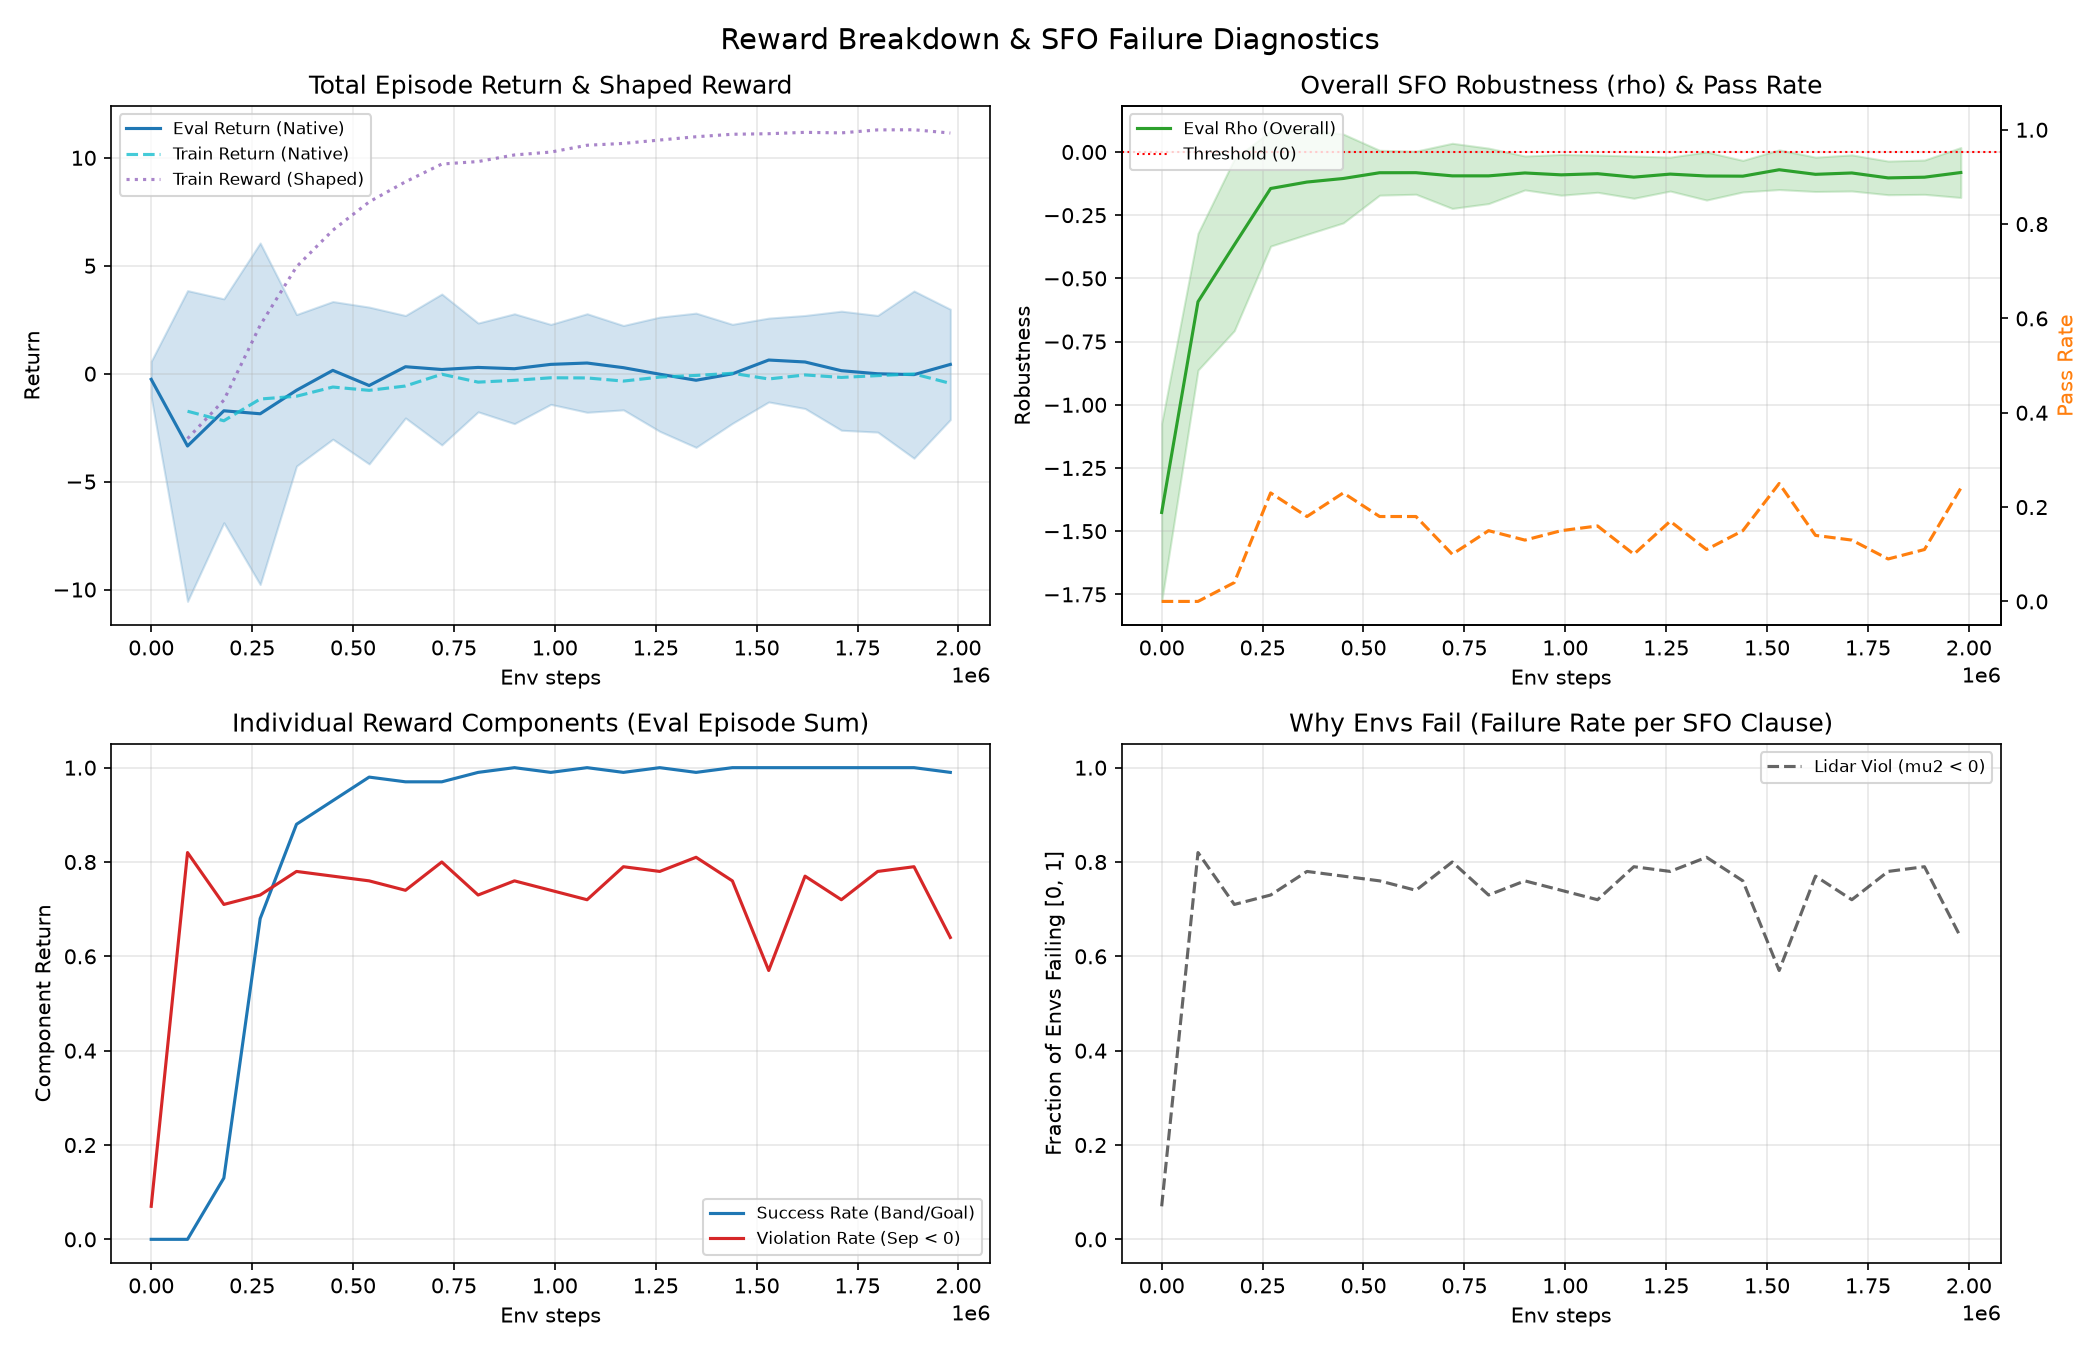 Reward Breakdown & SFO Failure Diagnostics
Total Episode Return & Shaped Reward
Eval Return (Native)
Train Return (Native)
Train Reward (Shaped)
10
5
0
−5
−10
Return
0.00 0.25 0.50 0.75 1.00 1.25 1.50 1.75 2.00
1e6
Env steps
Overall SFO Robustness (rho) & Pass Rate
Eval Rho (Overall)
Threshold (0)
0.00
−0.25
−0.50
−0.75
−1.00
−1.25
−1.50
−1.75
Robustness
1.0
0.8
0.6
0.4
0.2
0.0
Pass Rate
0.00 0.25 0.50 0.75 1.00 1.25 1.50 1.75 2.00
1e6
Env steps
Individual Reward Components (Eval Episode Sum)
1.0
0.8
0.6
0.4
0.2
0.0
Component Return
Success Rate (Band/Goal)
Violation Rate (Sep < 0)
0.00 0.25 0.50 0.75 1.00 1.25 1.50 1.75 2.00
1e6
Env steps
Why Envs Fail (Failure Rate per SFO Clause)
Lidar Viol (mu2 < 0)
1.0
0.8
0.6
0.4
0.2
0.0
Fraction of Envs Failing [0, 1]
0.00 0.25 0.50 0.75 1.00 1.25 1.50 1.75 2.00
1e6
Env steps